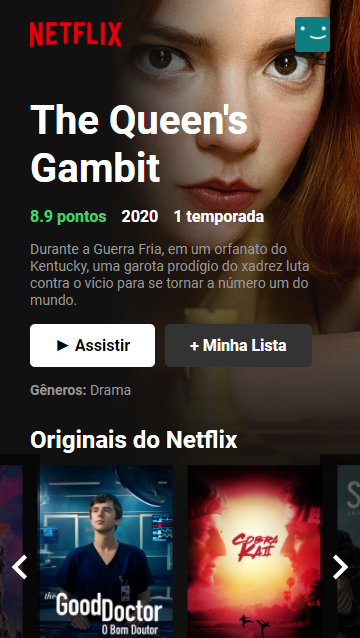 NETFLIX
The Queen's
Gambit
8.9 pontos 2020 1 temporada
Durante a Guerra Fria, em um orfanato do
Kentucky, uma garota prodígio do xadrez luta
contra o vício para se tornar a número um do
mundo.
► Assistir
+ Minha Lista
Gêneros: Drama
Originais do Netflix
the Good Doctor
O Bom Doutor
COBRA
KAI